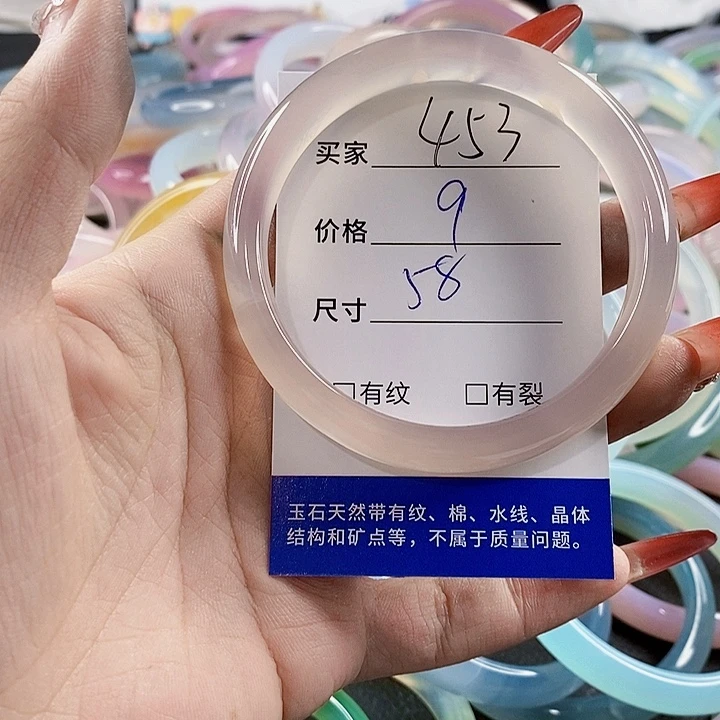 买家 453
价格 9
尺寸 58
□有纹 □有裂
玉石天然带有纹、棉、水线、晶体
结构和矿点等，不属于质量问题。